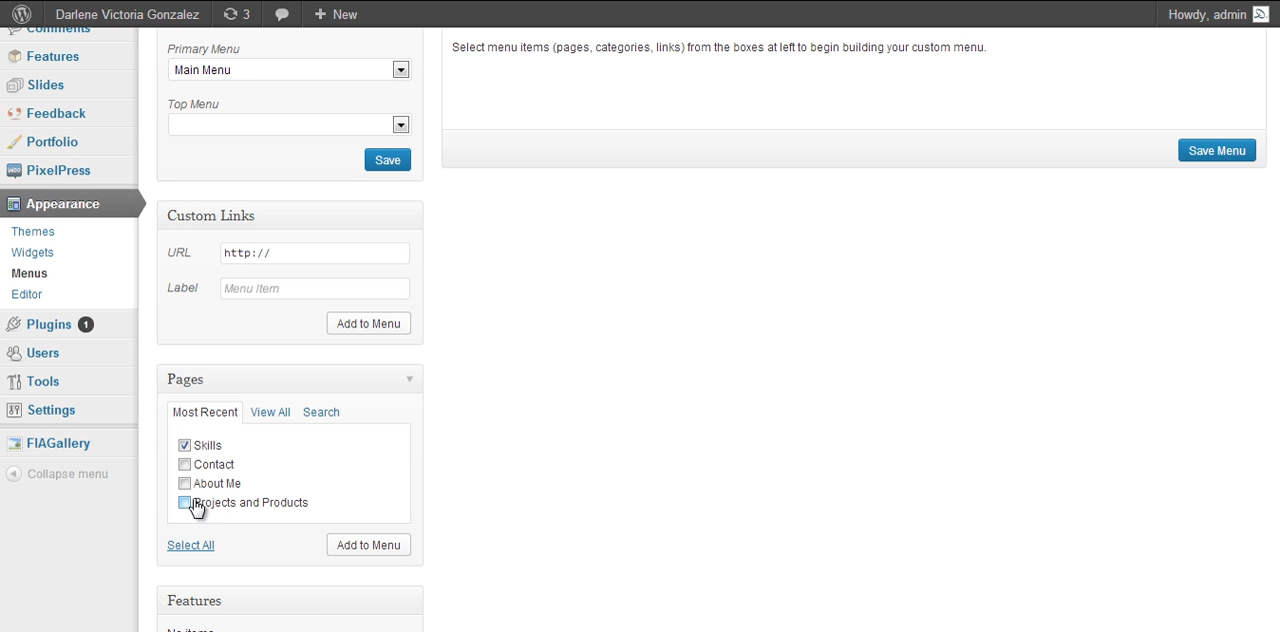 Darlene Victoria Gonzalez 3 + New Howdy, admin
Comments
Features
Slides
Feedback
Portfolio
PixelPress
Appearance
Themes
Widgets
Menus
Editor
Plugins 1
Users
Tools
Settings
FIAGallery
Collapse menu
Primary Menu
Main Menu
Top Menu
Save
Custom Links
URL http://
Label Menu Item
Add to Menu
Pages
Most Recent View All Search
Skills
Contact
About Me
Projects and Products
Select All Add to Menu
Features
No items
Select menu items (pages, categories, links) from the boxes at left to begin building your custom menu.
Save Menu